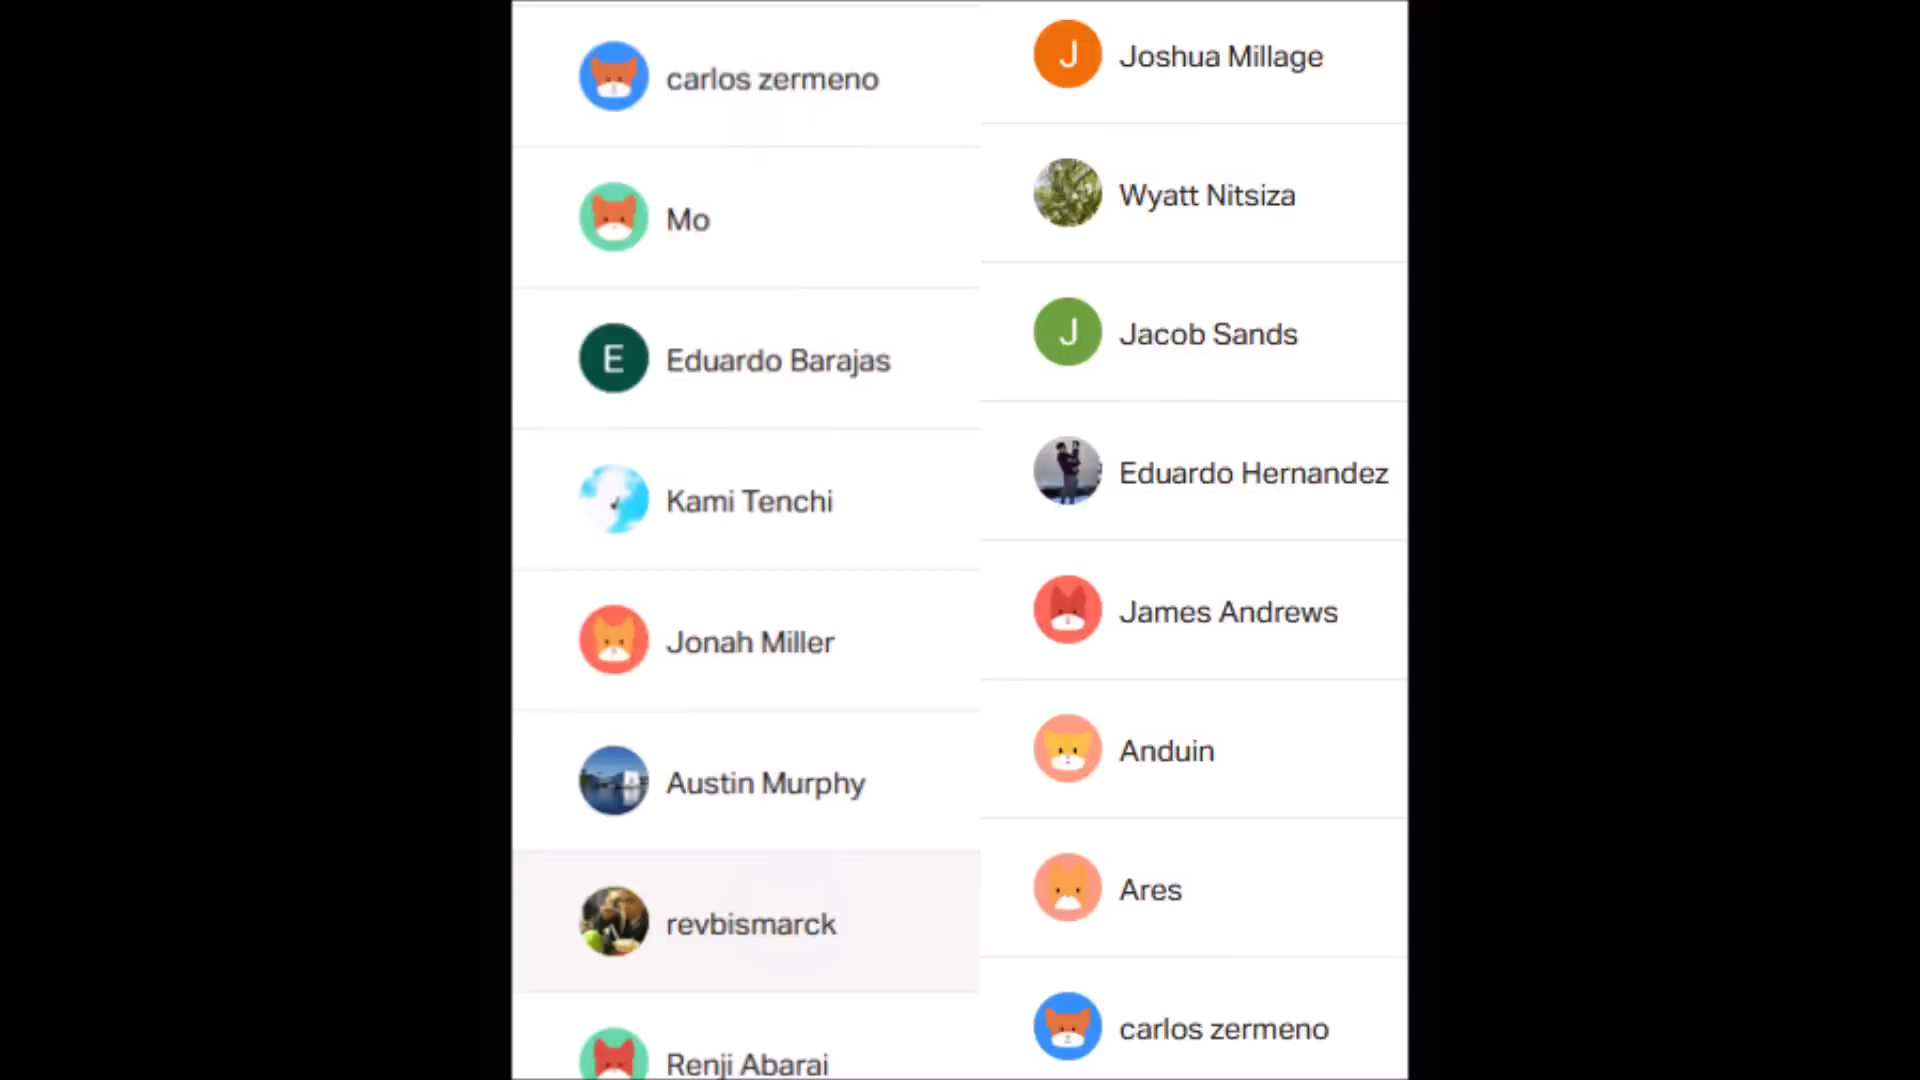 carlos zermeno
Mo
E
Eduardo Barajas
Kami Tenchi
Jonah Miller
Austin Murphy
revbismarck
Renji Abarai
J
Joshua Millage
Wyatt Nitsiza
J
Jacob Sands
Eduardo Hernandez
James Andrews
Anduin
Ares
carlos zermeno